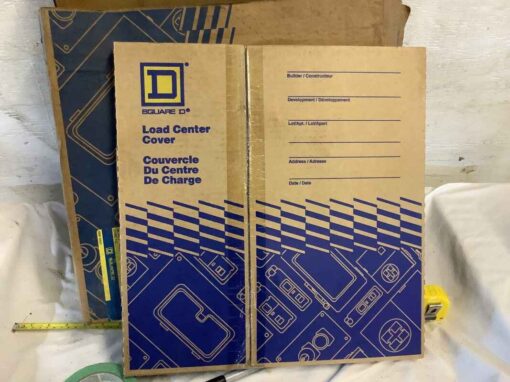 SQUARE D®
Load Center
Cover
Couvercle
Du Centre
De Charge
Builder / Constructeur
Development / Développement
Lot/Apt. / Lot/Apart
Address / Adresse
Date / Date